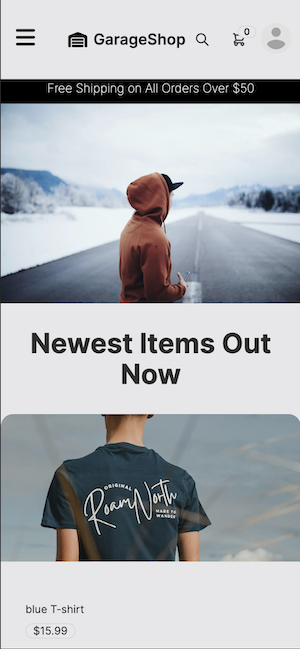 GarageShop
0
Free Shipping on All Orders Over $50
Newest Items Out
Now
ORIGINAL
RoamNorth
MADE TO
WANDER
blue T-shirt
$15.99